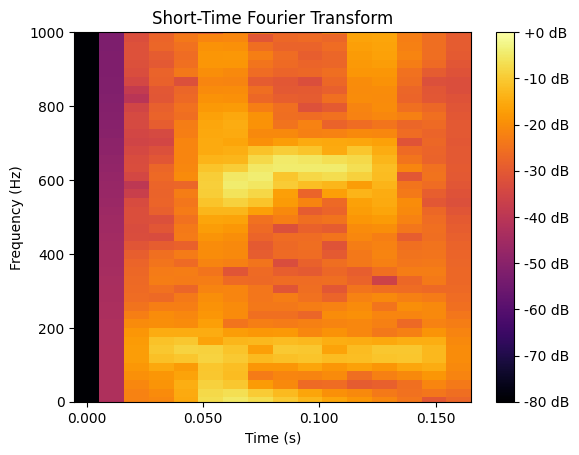 Short-Time Fourier Transform
1000
800
600
400
200
0
Frequency (Hz)
0.000
0.050
0.100
0.150
Time (s)
+0 dB
-10 dB
-20 dB
-30 dB
-40 dB
-50 dB
-60 dB
-70 dB
-80 dB